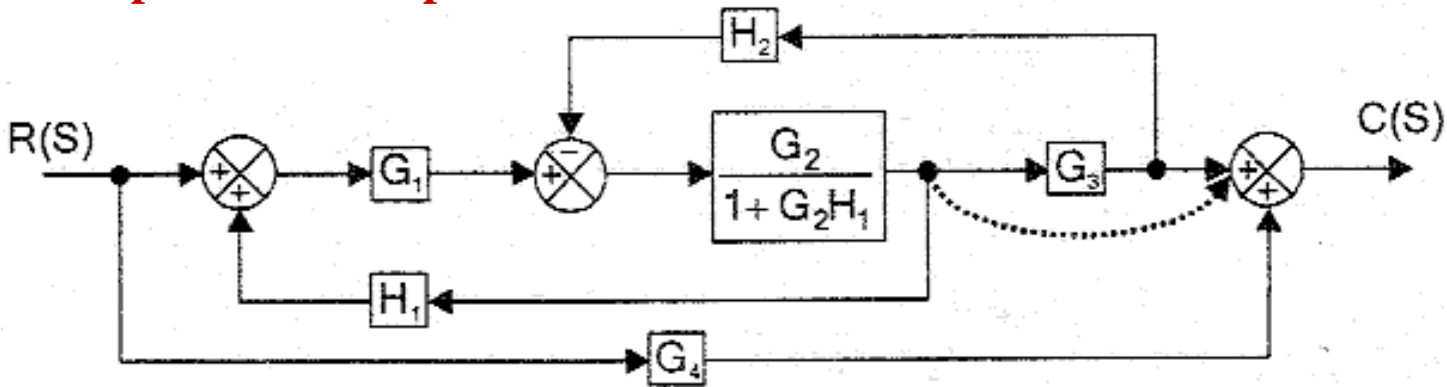 H₂
R(S)
C(S)
+
+
G₁
−
+
G₂
1 + G₂H₁
G₃
+
+
H₁
G₄